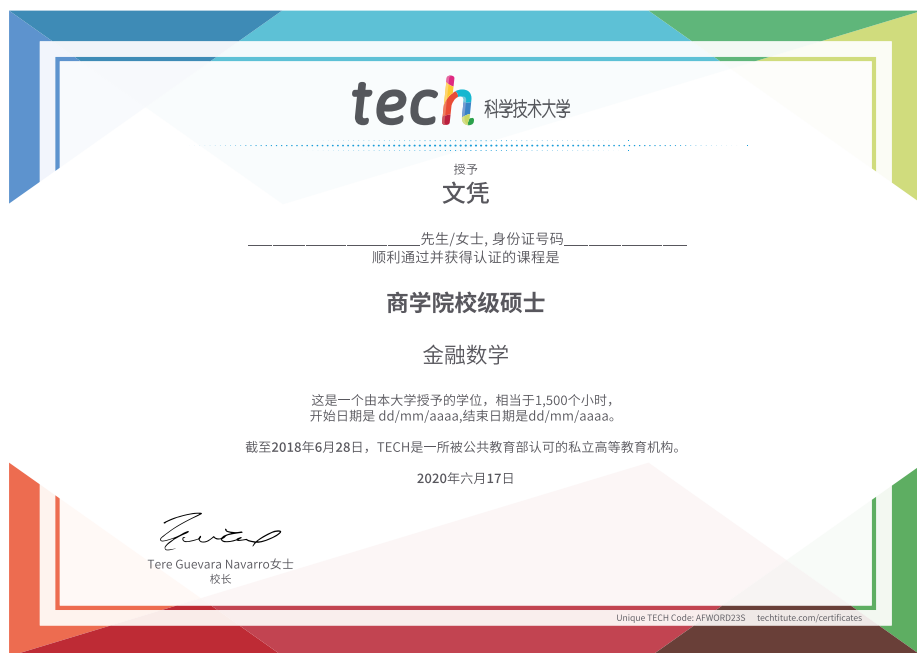 tech 科学技术大学
授予
文凭
____________________先生/女士, 身份证号码______________
顺利通过并获得认证的课程是
商学院校级硕士
金融数学
这是一个由本大学授予的学位，相当于1,500个小时，
开始日期是 dd/mm/aaaa,结束日期是dd/mm/aaaa。
截至2018年6月28日，TECH是一所被公共教育部认可的私立高等教育机构。
2020年六月17日
Tere Guevara Navarro女士
校长
Unique TECH Code: AFWORD23S techtitute.com/certificates